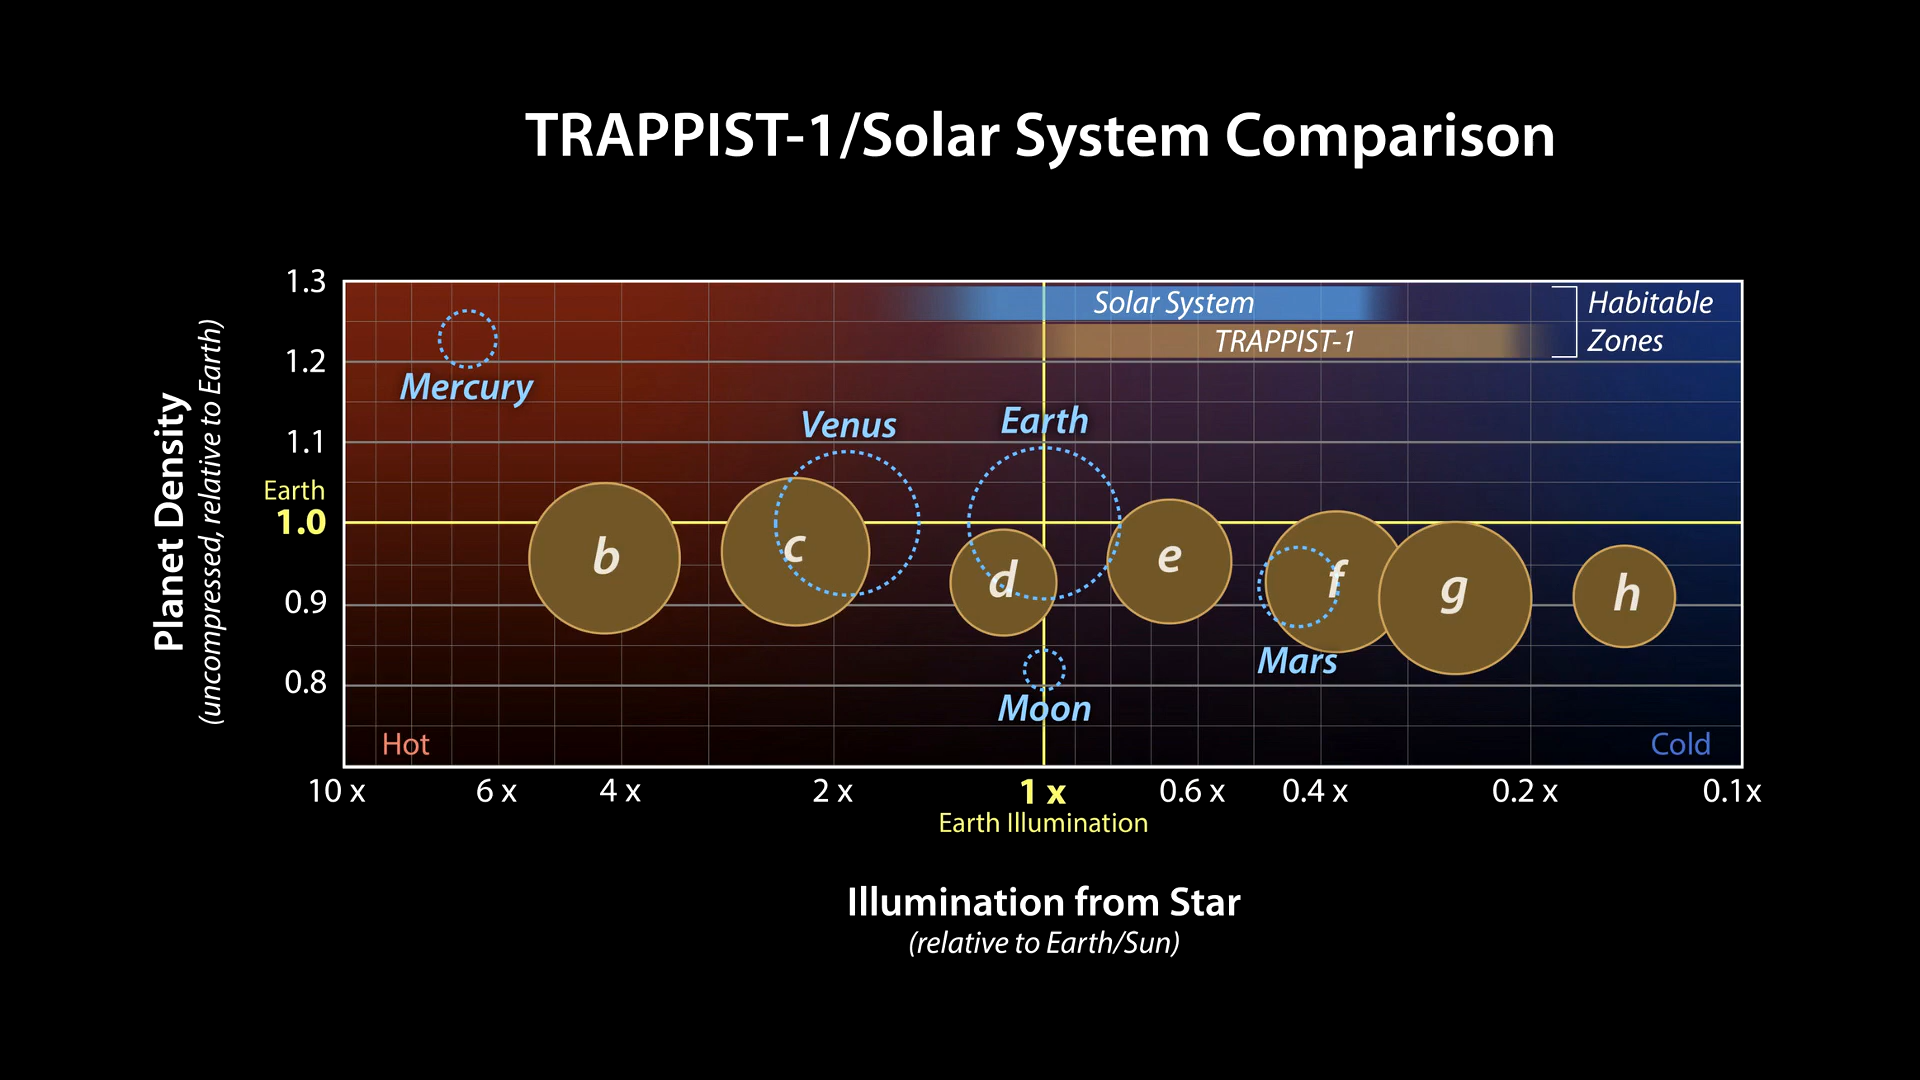 TRAPPIST-1/Solar System Comparison
1.3
1.2
1.1
Earth
1.0
0.9
0.8
Planet Density
(uncompressed, relative to Earth)
Solar System
TRAPPIST-1
Habitable
Zones
Mercury
Venus
Earth
b
c
d
e
f
g
h
Mars
Moon
Hot
Cold
10 x
6 x
4 x
2 x
1 x
0.6 x
0.4 x
0.2 x
0.1x
Earth Illumination
Illumination from Star
(relative to Earth/Sun)